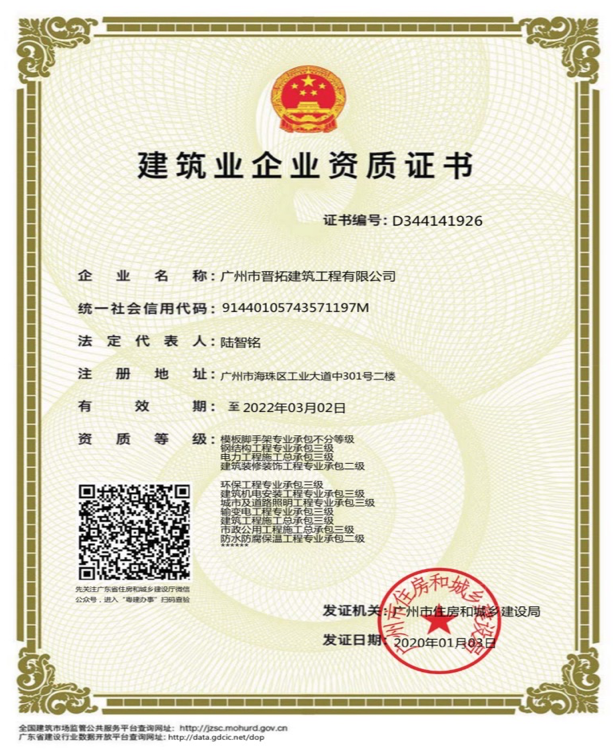 建筑业企业资质证书
证书编号：D344141926
企业名称：广州市晋拓建筑工程有限公司
统一社会信用代码：91440105743571197M
法定代表人：陆智铭
注册地址：广州市海珠区工业大道中301号二楼
有效期：至 2022年03月02日
资质等级：模板脚手架专业承包不分等级
钢结构工程专业承包三级
电力工程施工总承包三级
建筑装修装饰工程专业承包二级
环保工程专业承包三级
建筑机电安装工程专业承包三级
城市及道路照明工程专业承包三级
输变电工程专业承包三级
建筑工程施工总承包三级
市政公用工程施工总承包三级
防水防腐保温工程专业承包二级
******
先关注广东省住房和城乡建设厅微信
公众号，进入“粤建办事”扫码查验
发证机关：广州市住房和城乡建设局
发证日期：2020年01月03日
广州市住房和城乡建设局
全国建筑市场监管公共服务平台查询网址：http://jzsc.mohurd.gov.cn
广东省建设行业数据开放平台查询网址：http://data.gdcic.net/dop